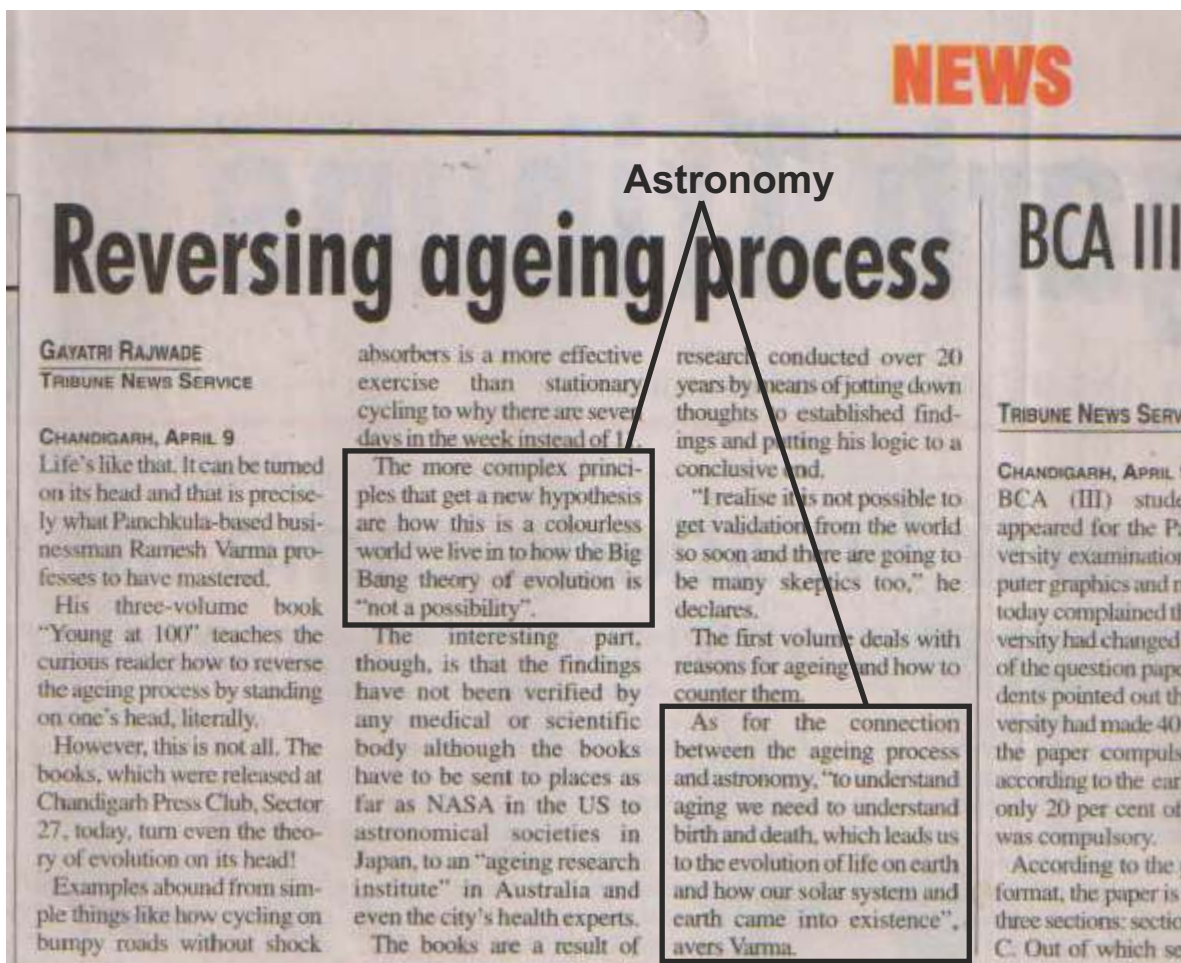 NEWS
Astronomy
Reversing ageing process
GAYATRI RAJWADE
TRIBUNE NEWS SERVICE
CHANDIGARH, APRIL 9
Life's like that. It can be turned
on its head and that is precise-
ly what Panchkula-based busi-
nessman Ramesh Varma pro-
fesses to have mastered.
His three-volume book
"Young at 100" teaches the
curious reader how to reverse
the ageing process by standing
on one's head, literally.
However, this is not all. The
books, which were released at
Chandigarh Press Club, Sector
27, today, turn even the theo-
ry of evolution on its head!
Examples abound from sim-
ple things like how cycling on
bumpy roads without shock
absorbers is a more effective
exercise than stationary
cycling to why there are seven
days in the week instead of
The more complex princi-
ples that get a new hypothesis
are how this is a colourless
world we live in to how the Big
Bang theory of evolution is
"not a possibility".
The interesting part,
though, is that the findings
have not been verified by
any medical or scientific
body although the books
have to be sent to places as
far as NASA in the US to
astronomical societies in
Japan, to an "ageing research
institute" in Australia and
even the city's health experts.
The books are a result of
research conducted over 20
years by means of jotting down
thoughts to established find-
ings and putting his logic to a
conclusive end.
"I realise it is not possible to
get validation from the world
so soon and there are going to
be many skeptics too," he
declares.
The first volume deals with
reasons for ageing and how to
counter them.
As for the connection
between the ageing process
and astronomy, "to understand
aging we need to understand
birth and death, which leads us
to the evolution of life on earth
and how our solar system and
earth came into existence",
avers Varma.
BCA III
TRIBUNE NEWS SERV
CHANDIGARH, APRIL
BCA (III) stude
appeared for the Pa
versity examination
puter graphics and
today complained th
versity had changed
of the question pape
dents pointed out th
versity had made 40
the paper compuls
according to the ear
only 20 per cent of
was compulsory.
According to the
format, the paper is
three sections: sectio
C. Out of which se